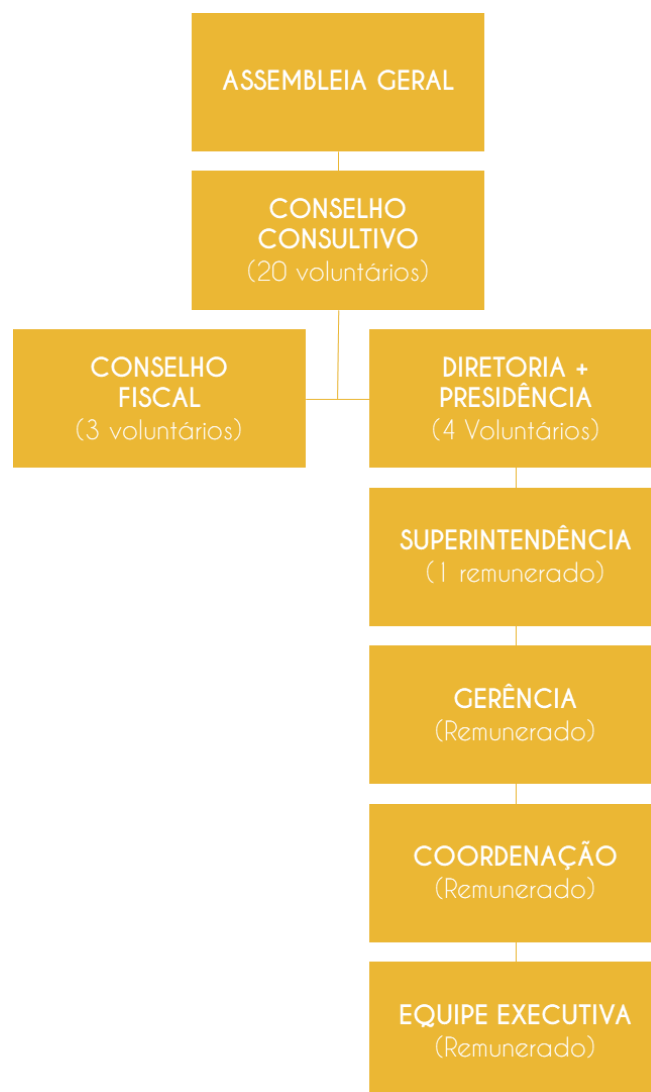 ASSEMBLEIA GERAL
CONSELHO
CONSULTIVO
(20 voluntários)
CONSELHO
FISCAL
(3 voluntários)
DIRETORIA +
PRESIDÊNCIA
(4 Voluntários)
SUPERINTENDÊNCIA
(1 remunerado)
GERÊNCIA
(Remunerado)
COORDENAÇÃO
(Remunerado)
EQUIPE EXECUTIVA
(Remunerado)